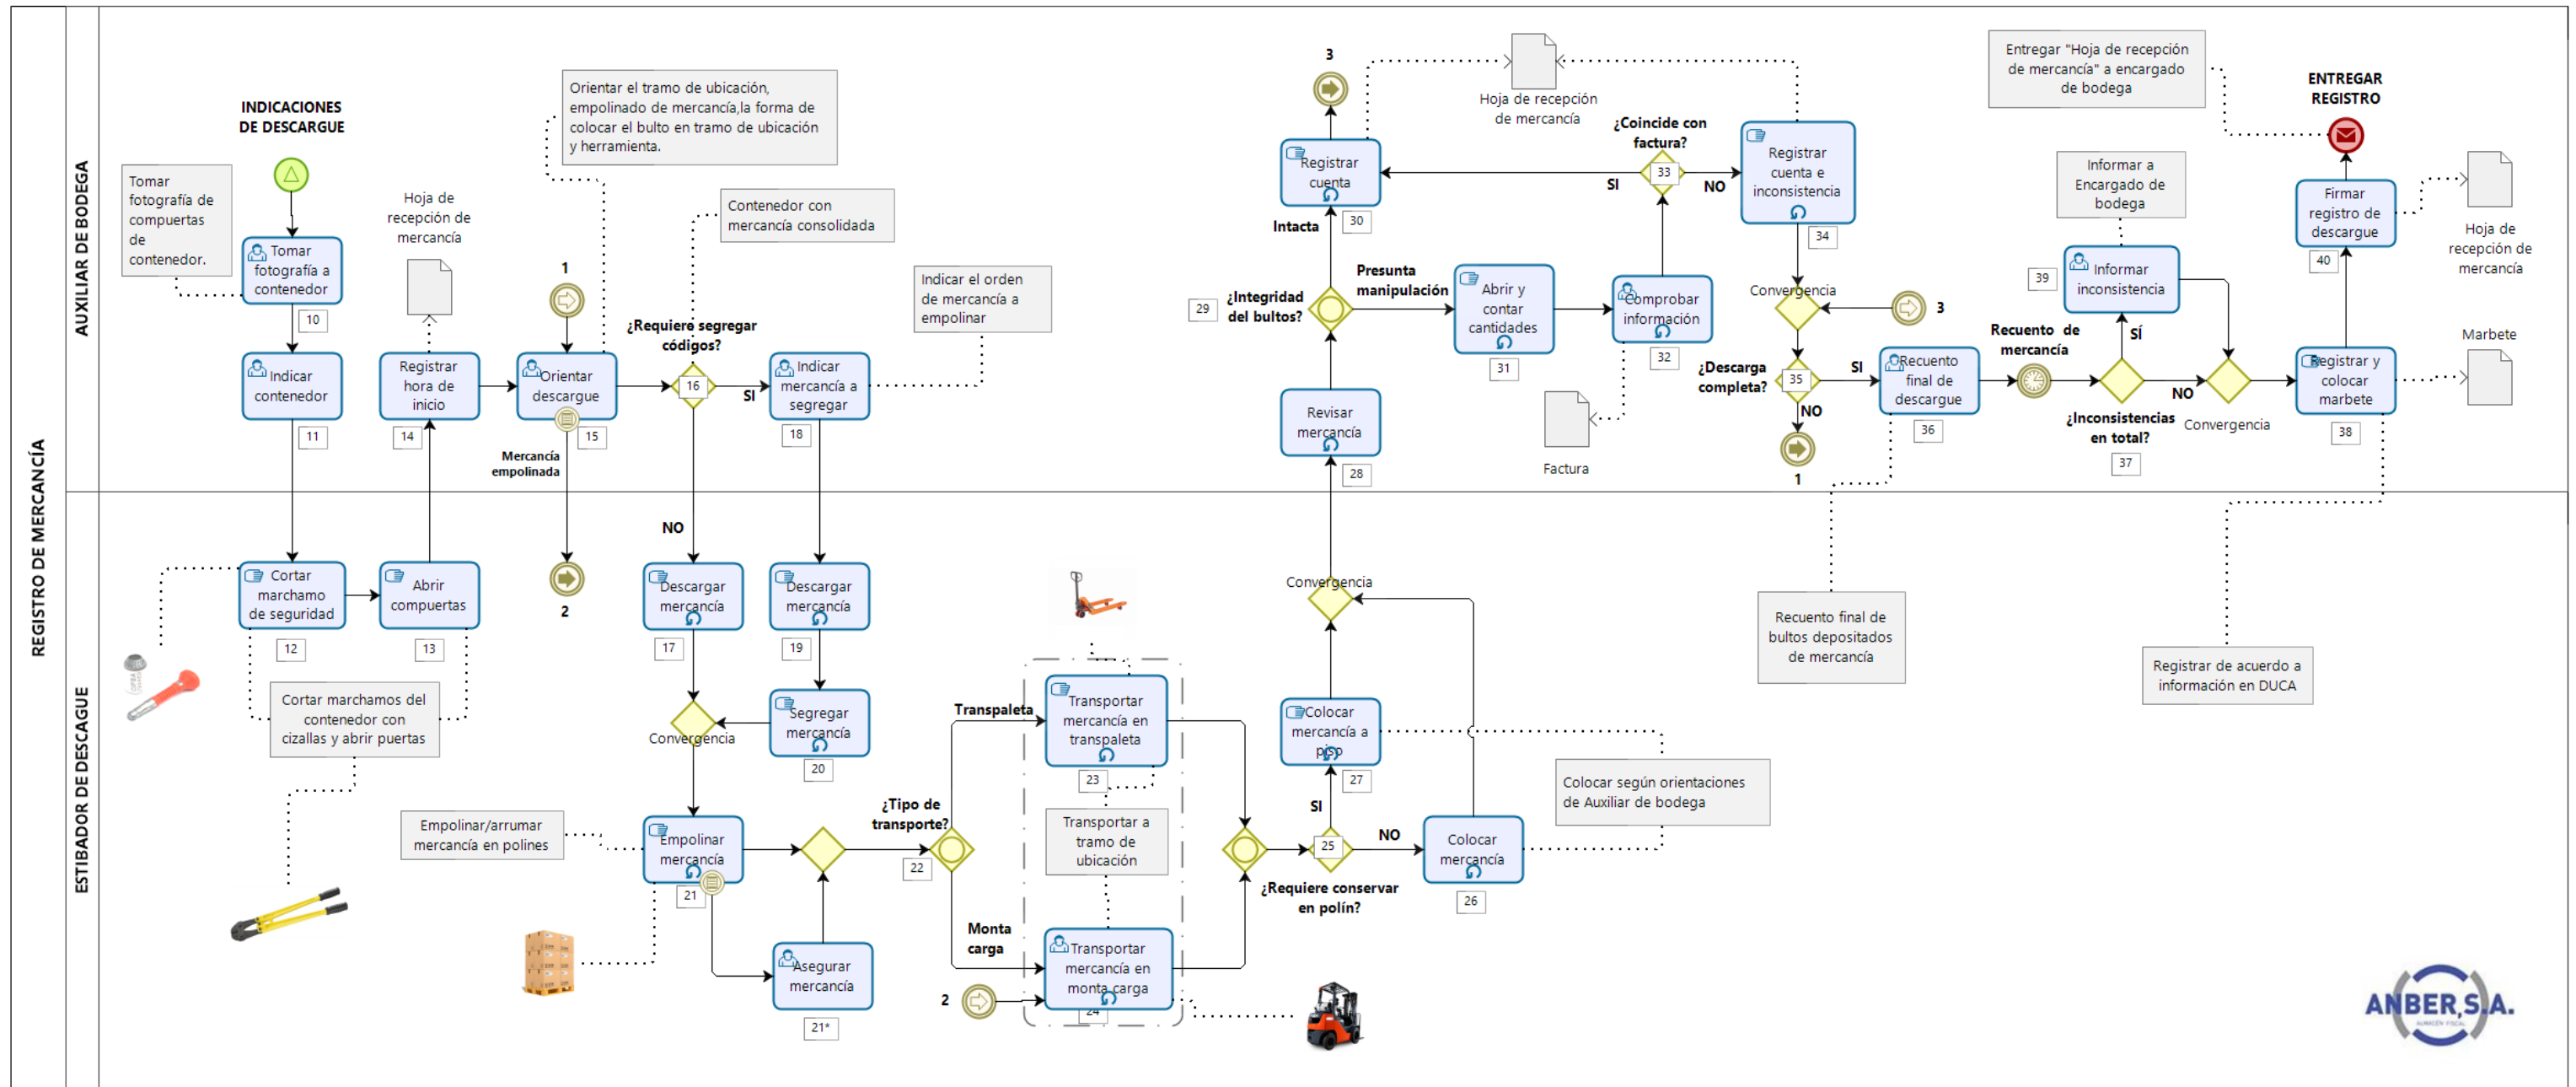 REGISTRO DE MERCANCÍA
AUXILIAR DE BODEGA
INDICACIONES
DE DESCARGUE
Tomar
fotografía de
compuertas
de
contenedor.
Tomar
fotografía a
contenedor
10
Indicar
contenedor
11
Hoja de
recepción de
mercancía
Registrar
hora de
inicio
14
Orientar el tramo de ubicación,
empolinado de mercancía,la forma de
colocar el bulto en tramo de ubicación
y herramienta.
1
Orientar
descargue
15
Mercancía
empolinada
2
Contenedor con
mercancía consolidada
¿Requiere segregar
códigos?
16
SI
NO
Indicar el orden
de mercancía a
empolinar
Indicar
mercancía a
segregar
18
3
Registrar
cuenta
30
Intacta
Hoja de recepción
de mercancía
¿Coincide con
factura?
33
SI
NO
Registrar
cuenta e
inconsistencia
34
29
¿Integridad
del bultos?
Presunta
manipulación
Abrir y
contar
cantidades
31
Comprobar
información
32
Factura
Revisar
mercancía
28
Convergencia
3
¿Descarga
completa?
35
SI
NO
1
Recuento
final de
descargue
36
Recuento de
mercancía
Informar a
Encargado de
bodega
39
Informar
inconsistencia
SÍ
NO
¿Inconsistencias
en total?
37
Convergencia
Registrar y
colocar
marbete
38
Marbete
Firmar
registro de
descargue
40
Hoja de
recepción de
mercancía
Entregar "Hoja de recepción
de mercancía" a encargado
de bodega
ENTREGAR
REGISTRO
ESTIBADOR DE DESCAGUE
Cortar
marchamo
de seguridad
12
Abrir
compuertas
13
Cortar marchamos del
contenedor con
cizallas y abrir puertas
Descargar
mercancía
17
Descargar
mercancía
19
Convergencia
Segregar
mercancía
20
Empolinar/arrumar
mercancía en polines
Empolinar
mercancía
21
Asegurar
mercancía
21*
¿Tipo de
transporte?
22
Transpaleta
Monta
carga
Transportar
mercancía en
transpaleta
23
Transportar a
tramo de
ubicación
2
Transportar
mercancía en
monta carga
24
Convergencia
Colocar
mercancía a
piso
27
SI
25
NO
¿Requiere conservar
en polín?
Colocar
mercancía
26
Colocar según orientaciones
de Auxiliar de bodega
Recuento final de
bultos depositados
de mercancía
Registrar de acuerdo a
información en DUCA
ANBER,S.A.
ALMACÉN FISCAL